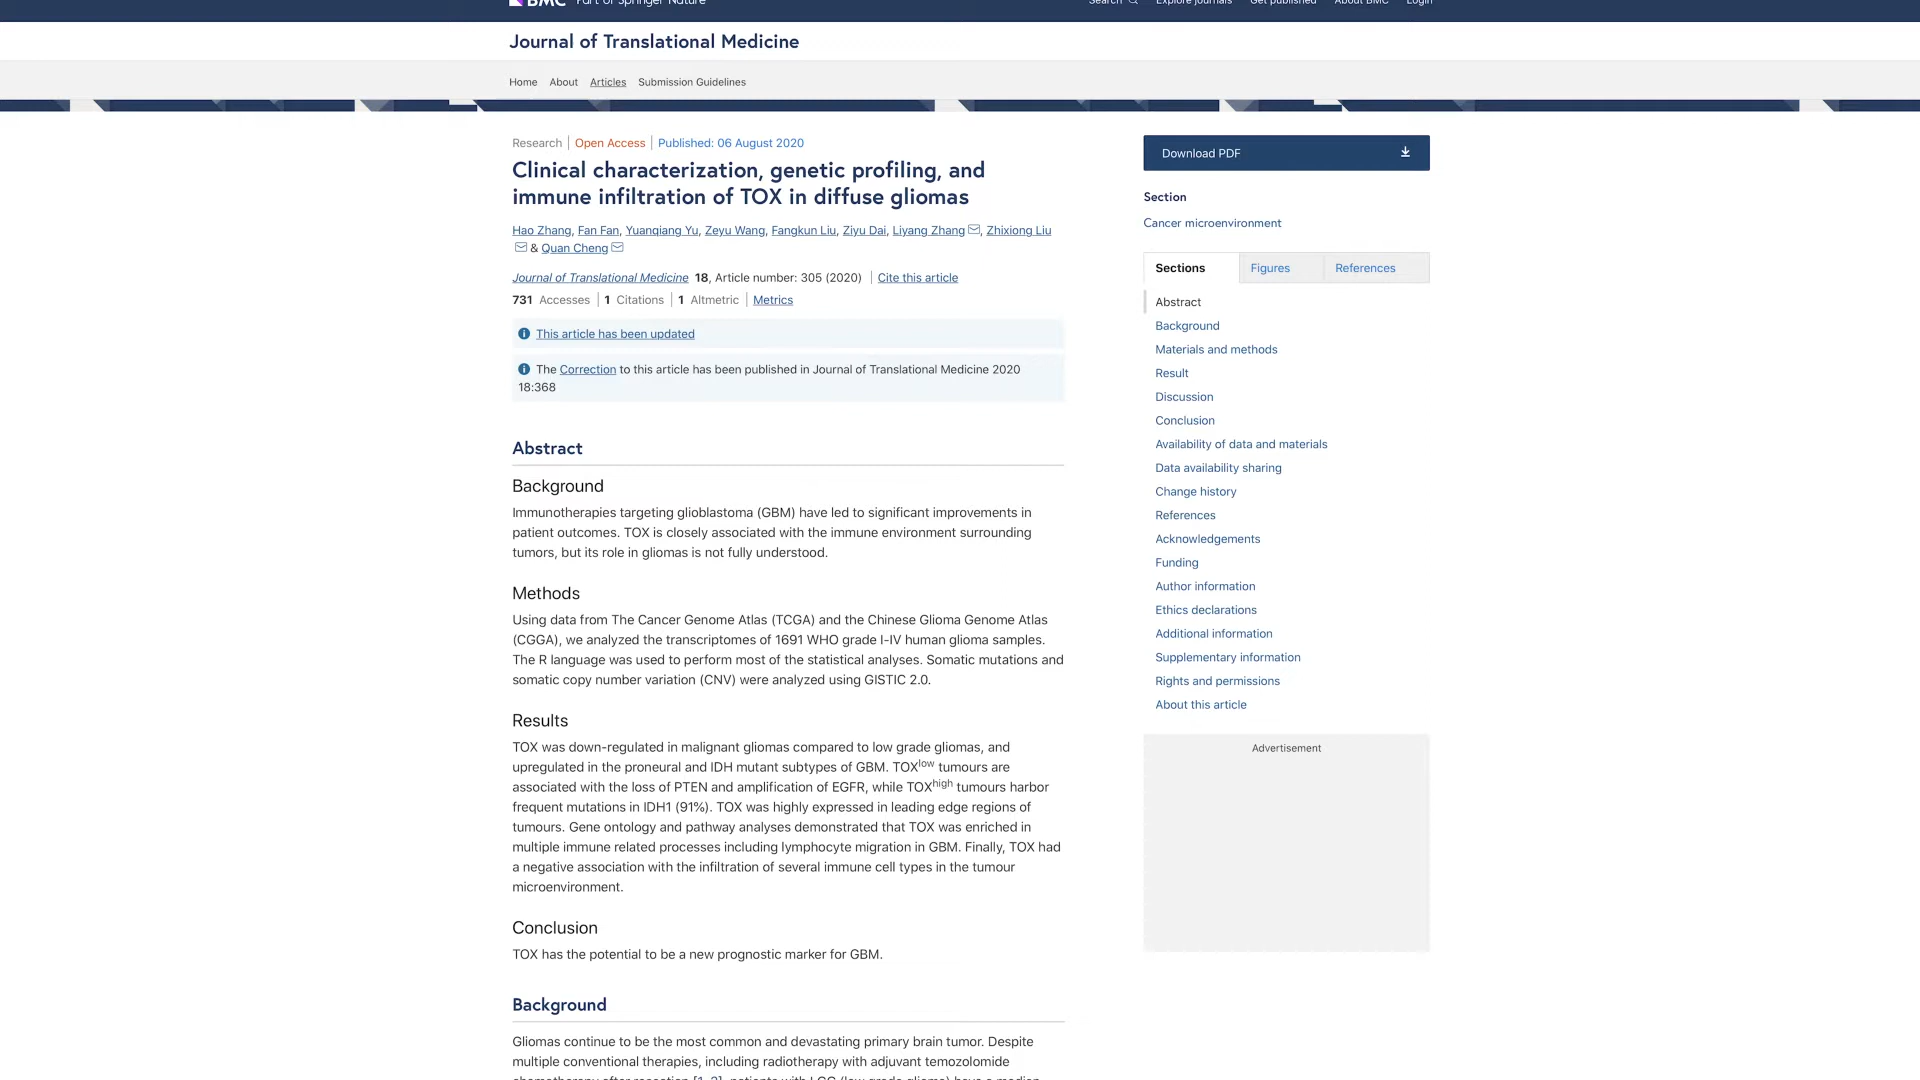 BMC Part of Springer Nature
Search Explore journals Get published About BMC Login
Journal of Translational Medicine
Home About Articles Submission Guidelines
Research | Open Access | Published: 06 August 2020
Clinical characterization, genetic profiling, and
immune infiltration of TOX in diffuse gliomas
Hao Zhang, Fan Fan, Yuanqiang Yu, Zeyu Wang, Fangkun Liu, Ziyu Dai, Liyang Zhang, Zhixiong Liu
& Quan Cheng
Journal of Translational Medicine 18, Article number: 305 (2020) | Cite this article
731 Accesses | 1 Citations | 1 Altmetric | Metrics
This article has been updated
The Correction to this article has been published in Journal of Translational Medicine 2020
18:368
Abstract
Background
Immunotherapies targeting glioblastoma (GBM) have led to significant improvements in
patient outcomes. TOX is closely associated with the immune environment surrounding
tumors, but its role in gliomas is not fully understood.
Methods
Using data from The Cancer Genome Atlas (TCGA) and the Chinese Glioma Genome Atlas
(CGGA), we analyzed the transcriptomes of 1691 WHO grade I-IV human glioma samples.
The R language was used to perform most of the statistical analyses. Somatic mutations and
somatic copy number variation (CNV) were analyzed using GISTIC 2.0.
Results
TOX was down-regulated in malignant gliomas compared to low grade gliomas, and
upregulated in the proneural and IDH mutant subtypes of GBM. TOXlow tumours are
associated with the loss of PTEN and amplification of EGFR, while TOXhigh tumours harbor
frequent mutations in IDH1 (91%). TOX was highly expressed in leading edge regions of
tumours. Gene ontology and pathway analyses demonstrated that TOX was enriched in
multiple immune related processes including lymphocyte migration in GBM. Finally, TOX had
a negative association with the infiltration of several immune cell types in the tumour
microenvironment.
Conclusion
TOX has the potential to be a new prognostic marker for GBM.
Background
Gliomas continue to be the most common and devastating primary brain tumor. Despite
multiple conventional therapies, including radiotherapy with adjuvant temozolomide
chemotherapy after resection [1, 2], patients with LGG (low grade glioma) have a median
Download PDF
Section
Cancer microenvironment
Sections Figures References
Abstract
Background
Materials and methods
Result
Discussion
Conclusion
Availability of data and materials
Data availability sharing
Change history
References
Acknowledgements
Funding
Author information
Ethics declarations
Additional information
Supplementary information
Rights and permissions
About this article
Advertisement